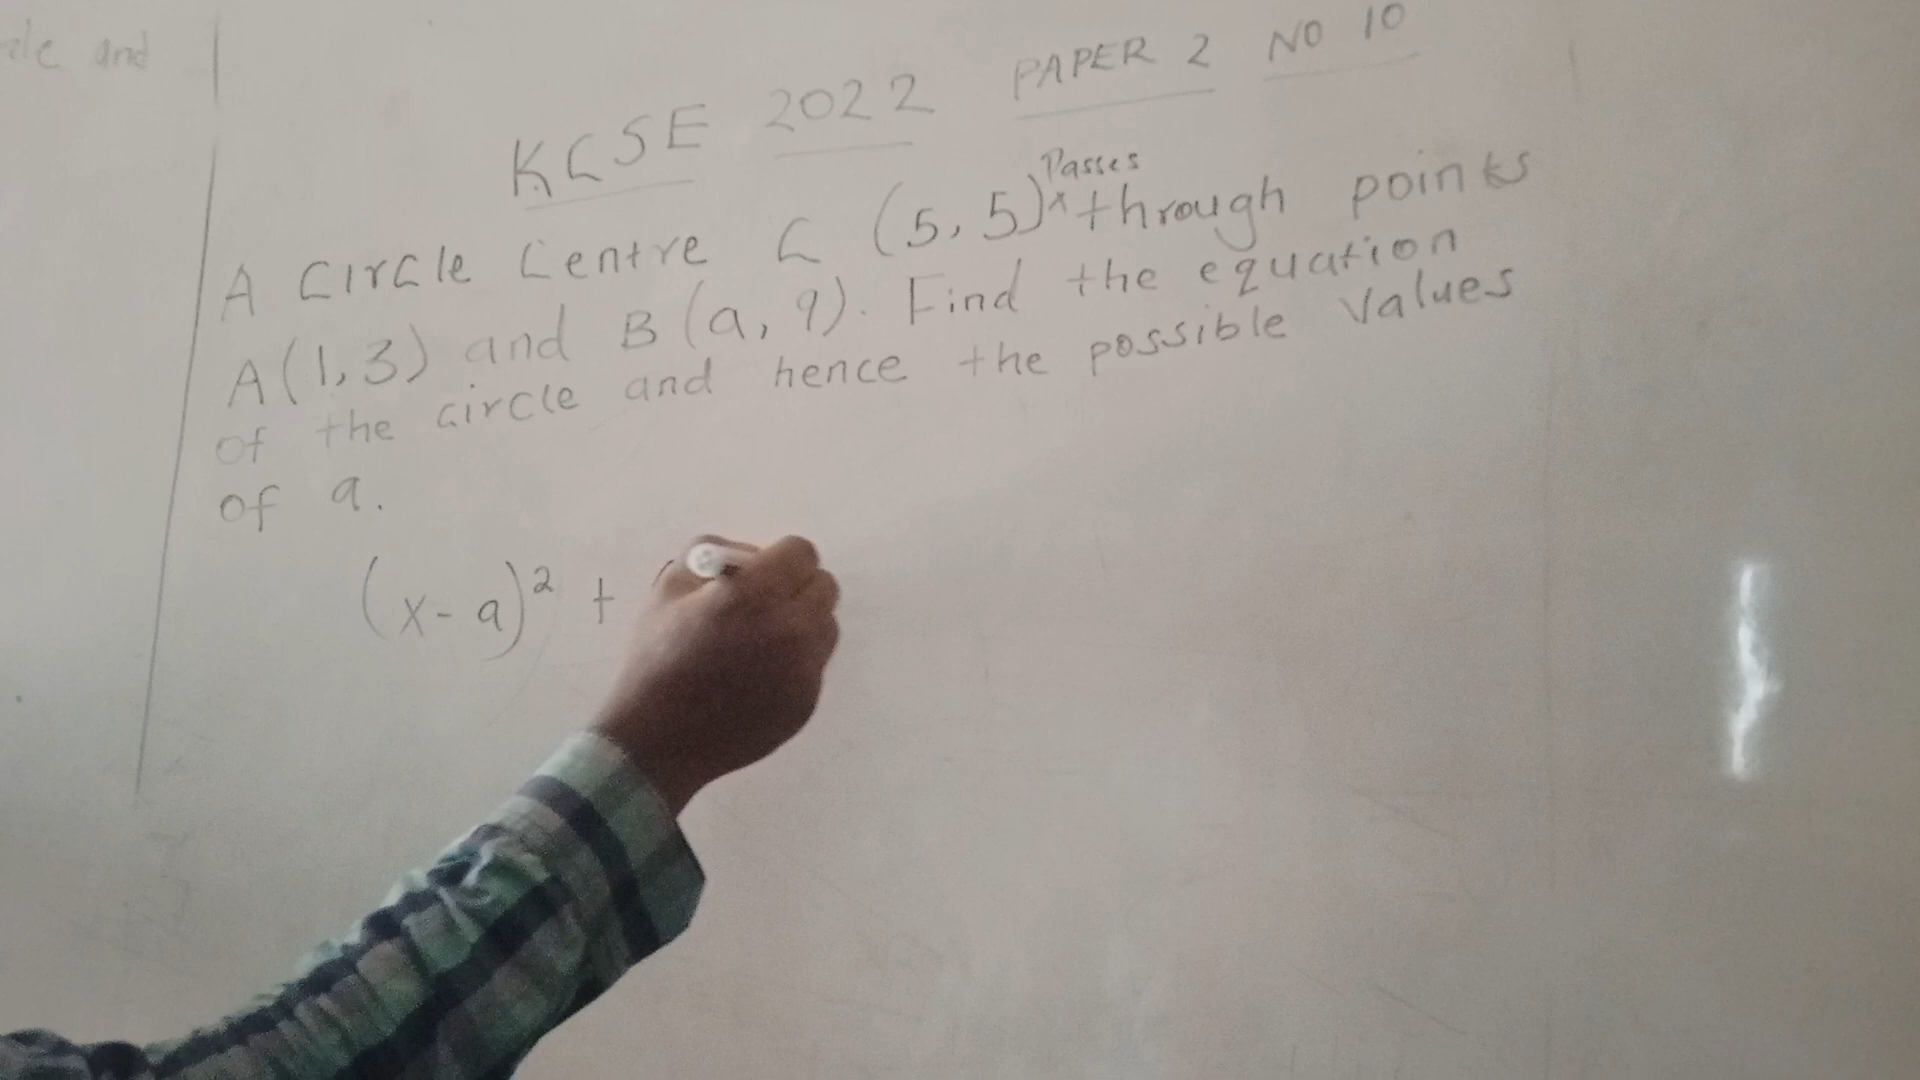 cle and
KCSE 2022 PAPER 2 NO 10
Passes
A Circle Centre C (5,5)× through points
A(1,3) and B(a, 9). Find the equation
of the circle and hence the possible values
of a.
(x-a)² + (